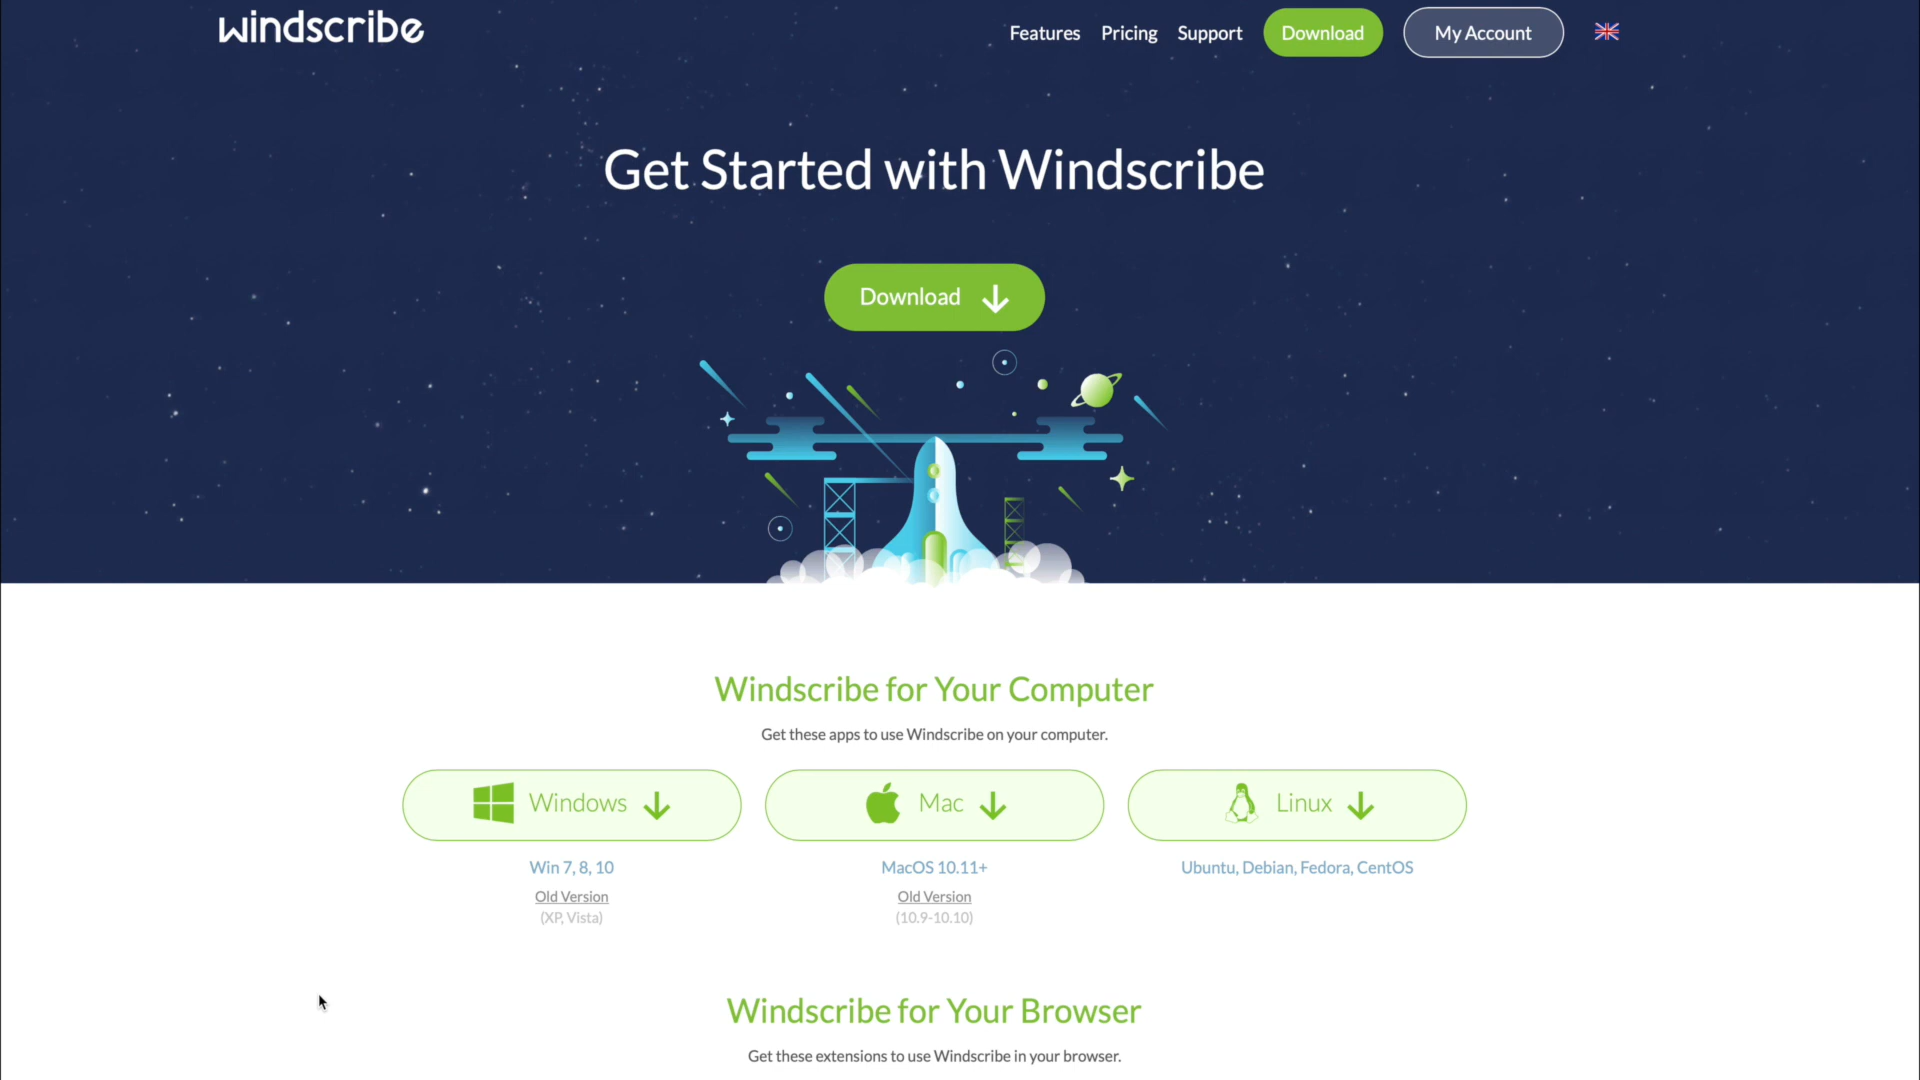 windscribe
Features Pricing Support Download My Account
Get Started with Windscribe
Download
Windscribe for Your Computer
Get these apps to use Windscribe on your computer.
Windows Mac Linux
Win 7, 8, 10 MacOS 10.11+ Ubuntu, Debian, Fedora, CentOS
Old Version Old Version
(XP, Vista) (10.9-10.10)
Windscribe for Your Browser
Get these extensions to use Windscribe in your browser.